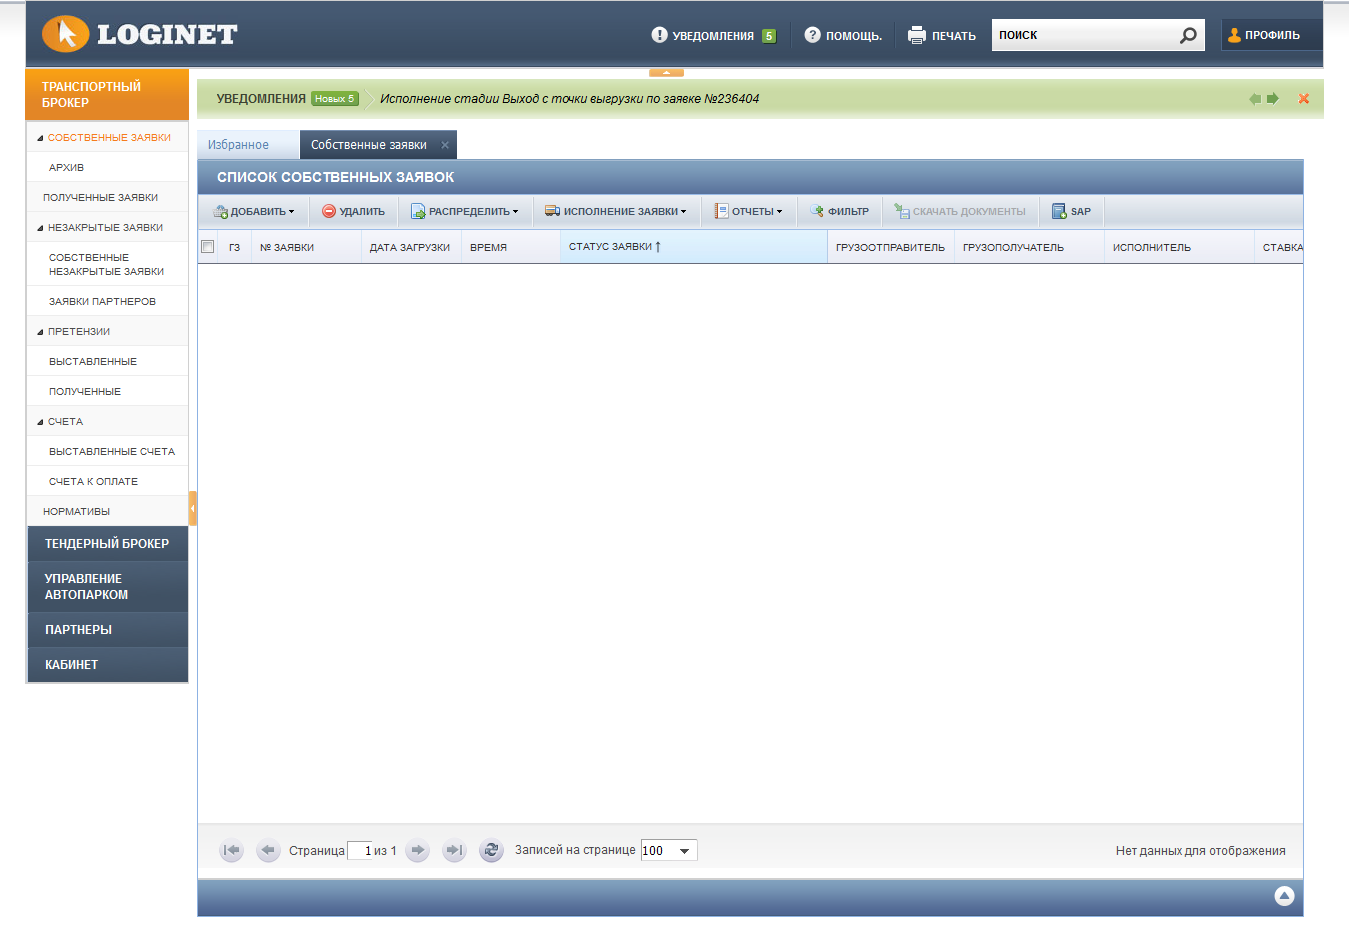 LOGINET
УВЕДОМЛЕНИЯ 5
ПОМОЩЬ.
ПЕЧАТЬ
ПОИСК
ПРОФИЛЬ
ТРАНСПОРТНЫЙ
БРОКЕР
СОБСТВЕННЫЕ ЗАЯВКИ
АРХИВ
ПОЛУЧЕННЫЕ ЗАЯВКИ
НЕЗАКРЫТЫЕ ЗАЯВКИ
СОБСТВЕННЫЕ
НЕЗАКРЫТЫЕ ЗАЯВКИ
ЗАЯВКИ ПАРТНЕРОВ
ПРЕТЕНЗИИ
ВЫСТАВЛЕННЫЕ
ПОЛУЧЕННЫЕ
СЧЕТА
ВЫСТАВЛЕННЫЕ СЧЕТА
СЧЕТА К ОПЛАТЕ
НОРМАТИВЫ
ТЕНДЕРНЫЙ БРОКЕР
УПРАВЛЕНИЕ
АВТОПАРКОМ
ПАРТНЕРЫ
КАБИНЕТ
УВЕДОМЛЕНИЯ Новых 5 Исполнение стадии Выход с точки выгрузки по заявке №236404
Избранное
Собственные заявки
СПИСОК СОБСТВЕННЫХ ЗАЯВОК
ДОБАВИТЬ УДАЛИТЬ РАСПРЕДЕЛИТЬ ИСПОЛНЕНИЕ ЗАЯВКИ ОТЧЕТЫ ФИЛЬТР СКАЧАТЬ ДОКУМЕНТЫ SAP
ГЗ № ЗАЯВКИ ДАТА ЗАГРУЗКИ ВРЕМЯ СТАТУС ЗАЯВКИ ↑ ГРУЗООТПРАВИТЕЛЬ ГРУЗОПОЛУЧАТЕЛЬ ИСПОЛНИТЕЛЬ СТАВКА
Страница 1 из 1 Записей на странице 100 Нет данных для отображения